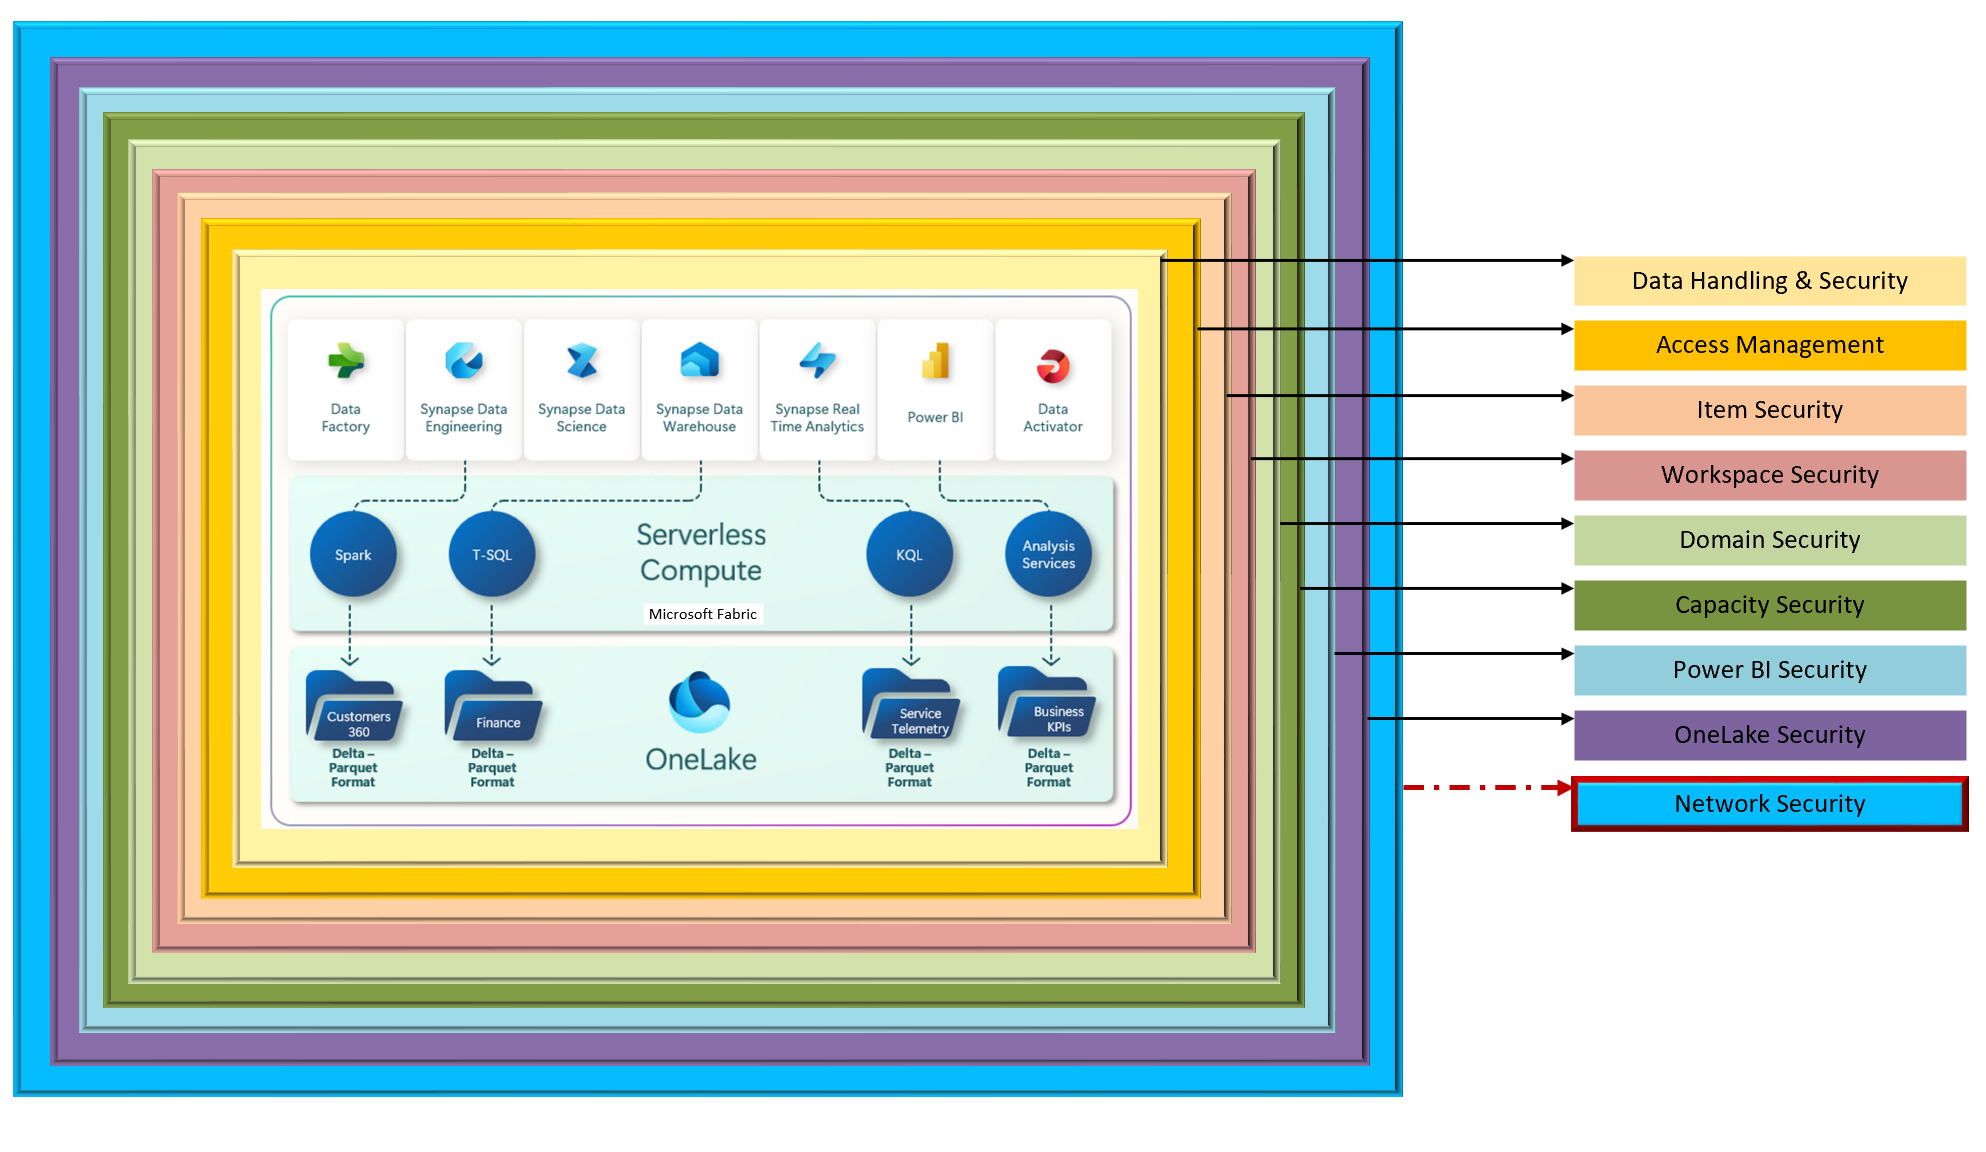 Data
Factory
Synapse Data
Engineering
Synapse Data
Science
Synapse Data
Warehouse
Synapse Real
Time Analytics
Power BI
Data
Activator
Spark
T-SQL
Serverless
Compute
Microsoft Fabric
KQL
Analysis
Services
Customers
360
Delta –
Parquet
Format
Finance
Delta –
Parquet
Format
OneLake
Service
Telemetry
Delta –
Parquet
Format
Business
KPIs
Delta –
Parquet
Format
Data Handling & Security
Access Management
Item Security
Workspace Security
Domain Security
Capacity Security
Power BI Security
OneLake Security
Network Security